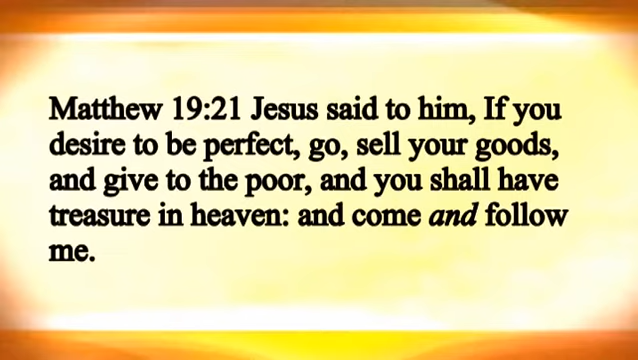 Matthew 19:21 Jesus said to him, If you
desire to be perfect, go, sell your goods,
and give to the poor, and you shall have
treasure in heaven: and come and follow
me.